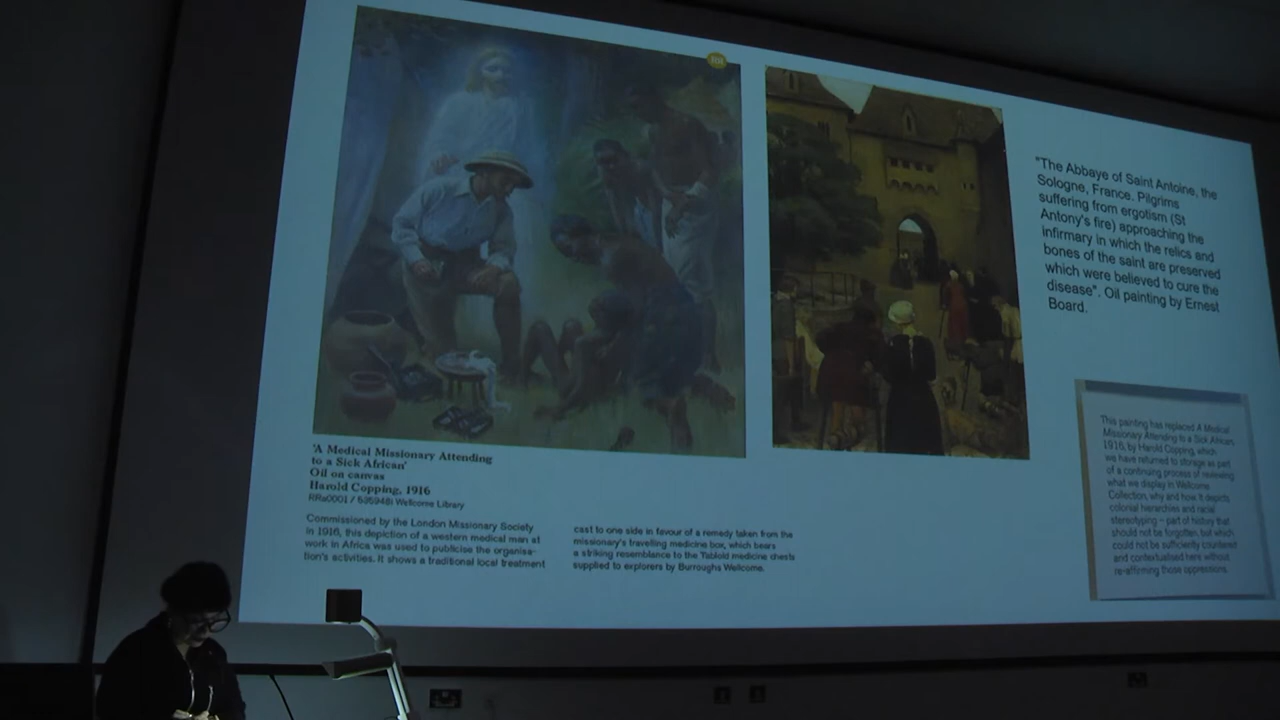 'A Medical Missionary Attending
to a Sick African'
Oil on canvas
Harold Copping, 1916
Wellcome Library
Commissioned by the London Missionary Society
in 1916, this depiction of a western medical man at
work in Africa was used to publicise the organisa-
tion's activities. It shows a traditional local treatment
cast to one side in favour of a remedy taken from the
missionary's travelling medicine box, which bears
a striking resemblance to the Tabloid medicine chests
supplied to explorers by Burroughs Wellcome.
"The Abbaye of Saint Antoine, the
Sologne, France. Pilgrims
suffering from ergotism (St
Antony's fire) approaching the
infirmary in which the relics and
bones of the saint are preserved
which were believed to cure the
disease". Oil painting by Ernest
Board.
This painting has replaced A Medical
Missionary Attending to a Sick African,
1916, by Harold Copping, which
we have returned to storage as part
of a continuing process of reviewing
what we display in Wellcome
Collection, why and how. It depicts
colonial hierarchies and racial
stereotyping – part of history that
should not be forgotten, but which
could not be sufficiently countered
and contextualised here without
re-affirming those oppressions.